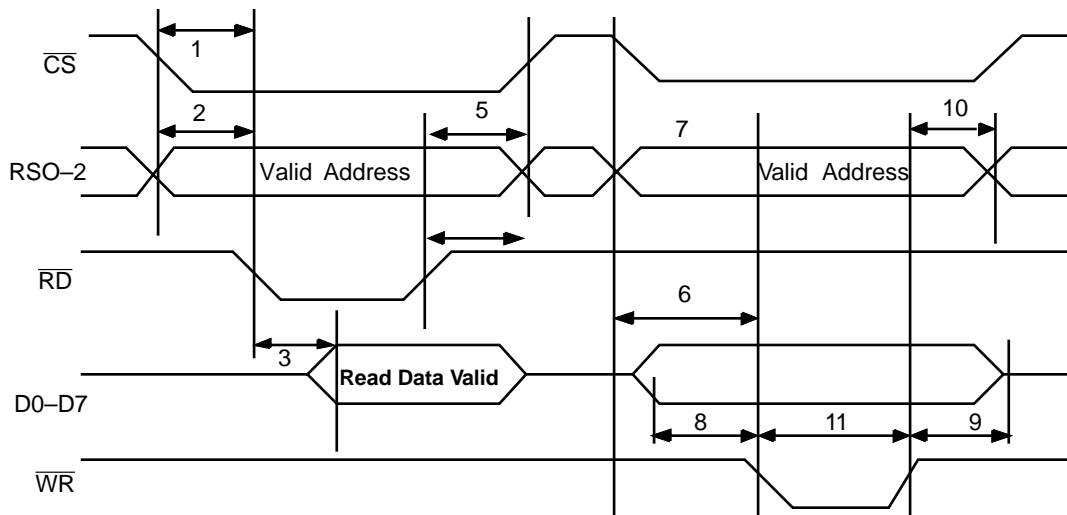 1
CS
2
5
7
10
RSO–2
Valid Address
Valid Address
RD
6
3
Read Data Valid
D0–D7
8
11
9
WR